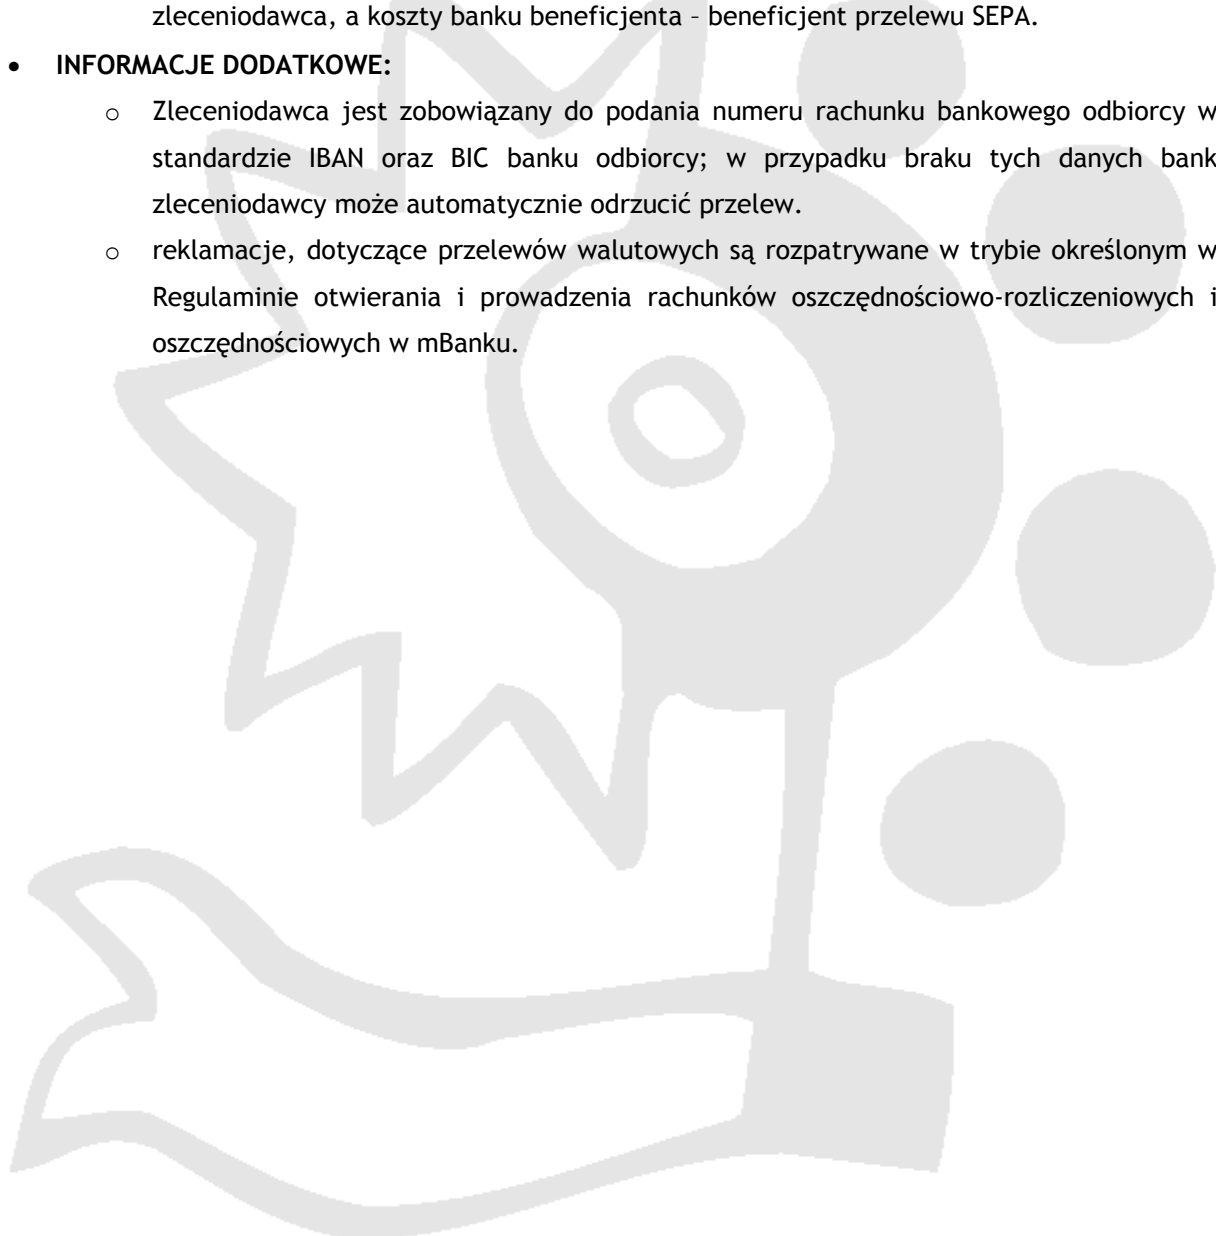 zleceniodawca, a koszty banku beneficjenta – beneficjent przelewu SEPA.
• INFORMACJE DODATKOWE:
o Zleceniodawca jest zobowiązany do podania numeru rachunku bankowego odbiorcy w
standardzie IBAN oraz BIC banku odbiorcy; w przypadku braku tych danych bank
zleceniodawcy może automatycznie odrzucić przelew.
o reklamacje, dotyczące przelewów walutowych są rozpatrywane w trybie określonym w
Regulaminie otwierania i prowadzenia rachunków oszczędnościowo-rozliczeniowych i
oszczędnościowych w mBanku.